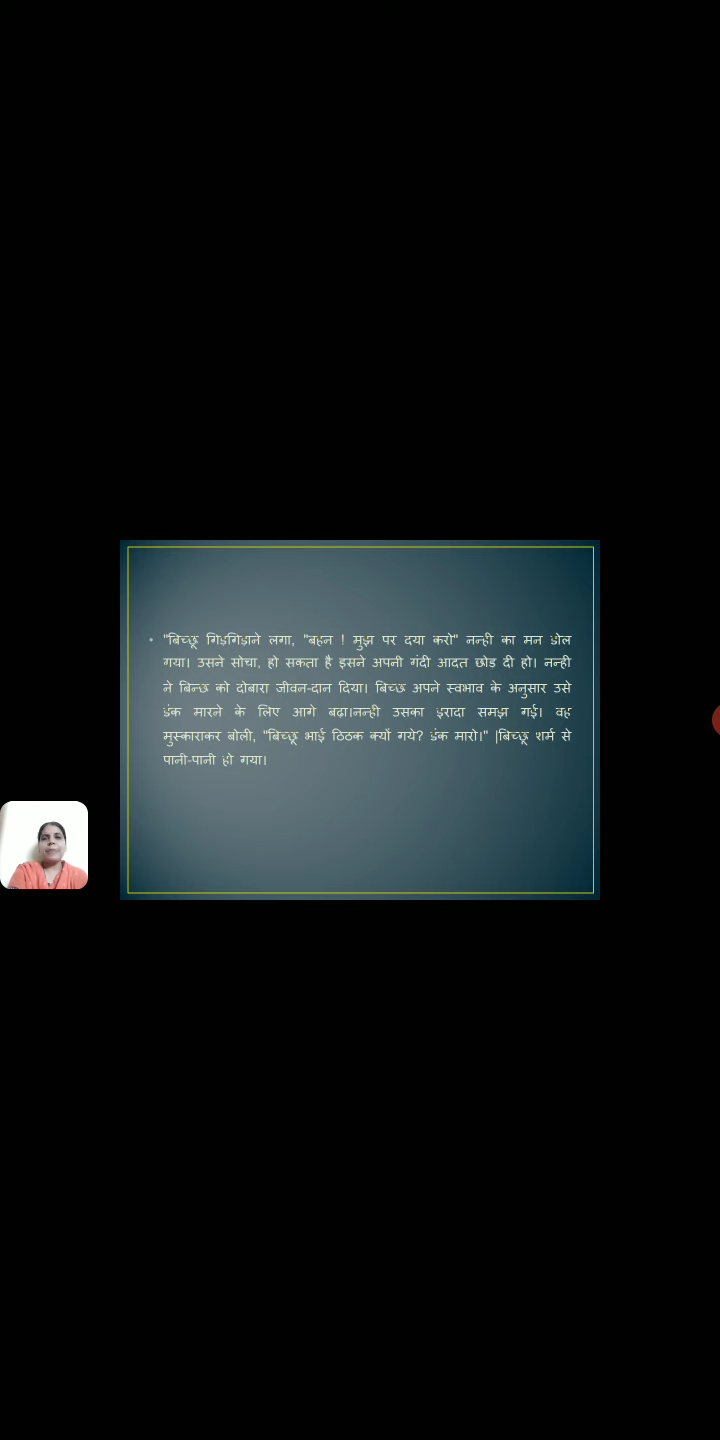 • "बिच्छू गिड़गिड़ाने लगा, "बहन ! मुझ पर दया करो" नन्ही का मन डोल
गया। उसने सोचा, हो सकता है इसने अपनी गंदी आदत छोड़ दी हो। नन्ही
ने बिच्छू को दोबारा जीवन-दान दिया। बिच्छू अपने स्वभाव के अनुसार उसे
डंक मारने के लिए आगे बढ़ा।नन्ही उसका इरादा समझ गई। वह
मुस्काराकर बोली, "बिच्छू भाई ठिठक क्यों गये? डंक मारो।" |बिच्छू शर्म से
पानी-पानी हो गया।